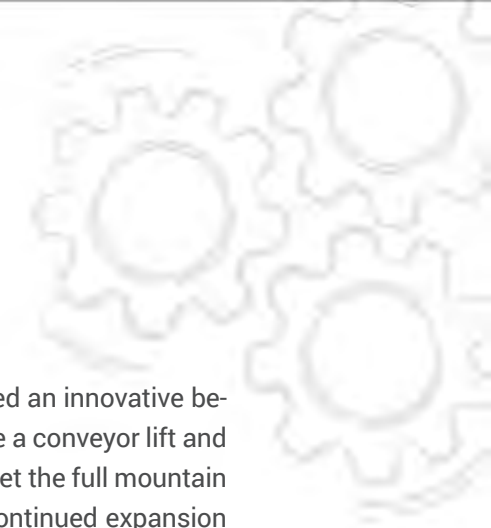 ed an innovative be-
e a conveyor lift and
et the full mountain
ontinued expansion